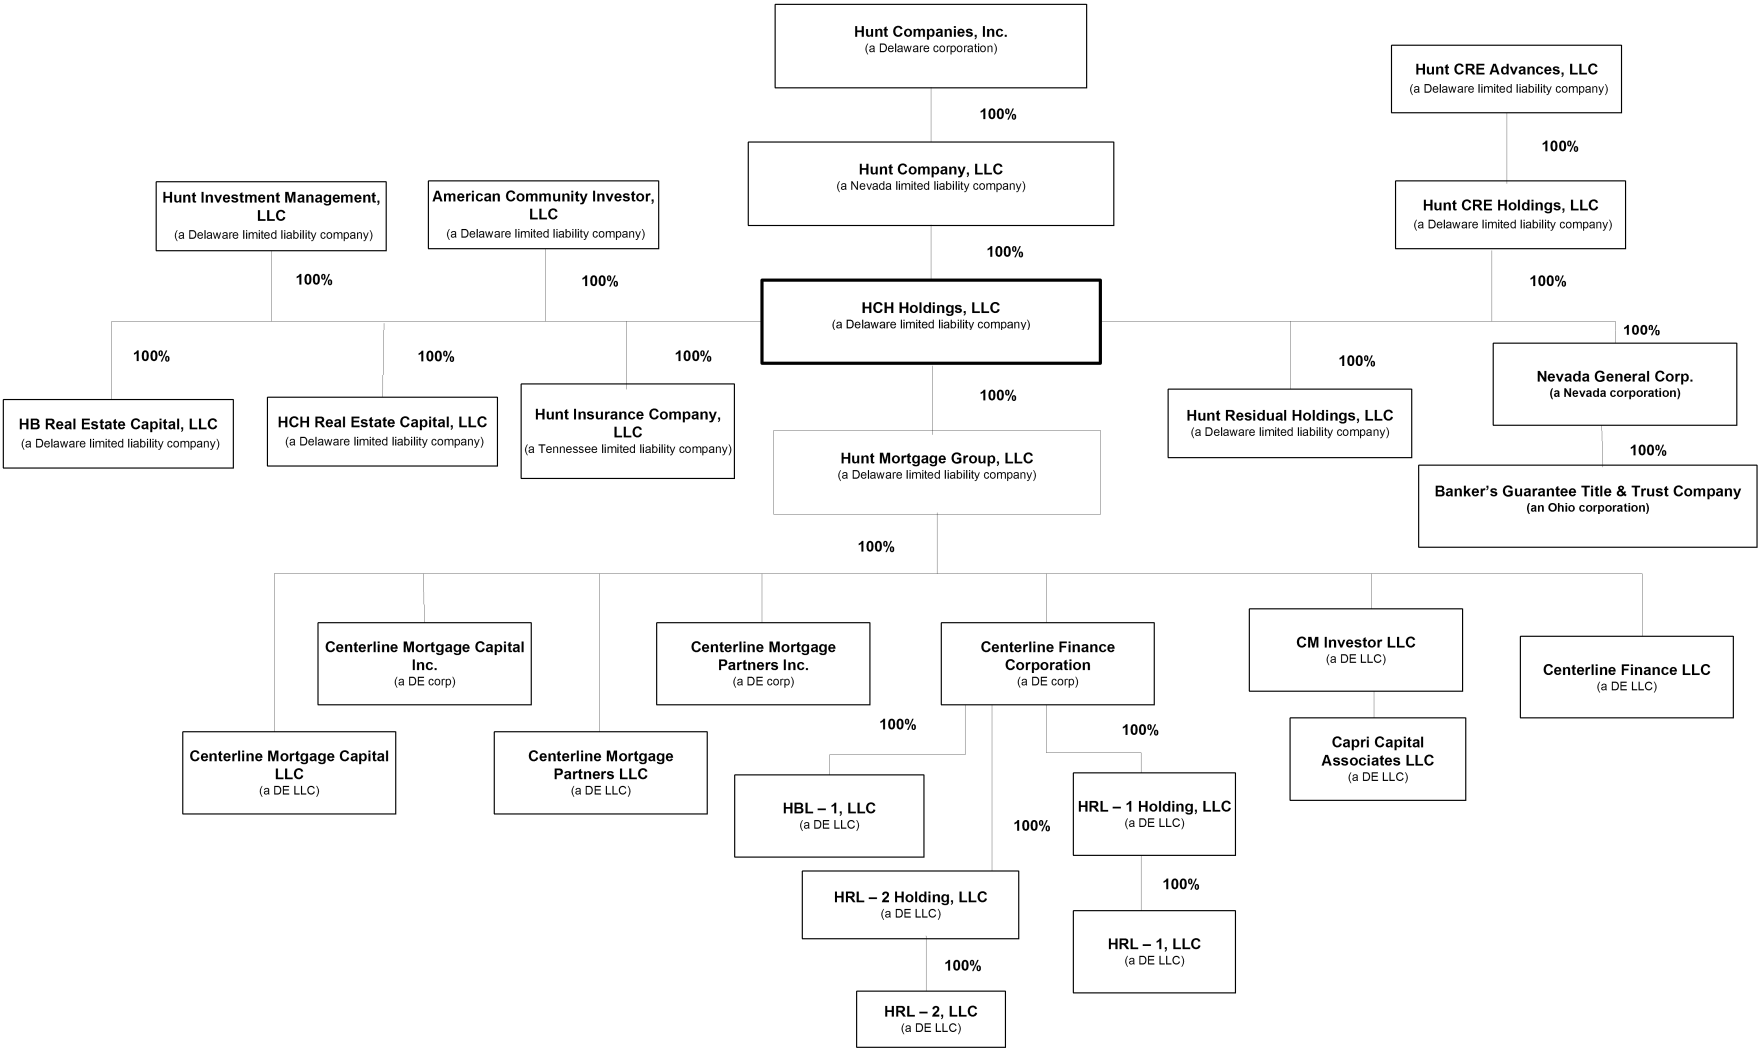 Hunt Companies, Inc.
(a Delaware corporation)
100%
Hunt Company, LLC
(a Nevada limited liability company)
100%
HCH Holdings, LLC
(a Delaware limited liability company)
100%
Hunt CRE Advances, LLC
(a Delaware limited liability company)
100%
Hunt CRE Holdings, LLC
(a Delaware limited liability company)
100%
Hunt Investment Management,
LLC
(a Delaware limited liability company)
100%
American Community Investor,
LLC
(a Delaware limited liability company)
100%
100%
HB Real Estate Capital, LLC
(a Delaware limited liability company)
100%
HCH Real Estate Capital, LLC
(a Delaware limited liability company)
100%
Hunt Insurance Company,
LLC
(a Tennessee limited liability company)
Hunt Mortgage Group, LLC
(a Delaware limited liability company)
100%
100%
Hunt Residual Holdings, LLC
(a Delaware limited liability company)
100%
Nevada General Corp.
(a Nevada corporation)
100%
Banker’s Guarantee Title & Trust Company
(an Ohio corporation)
Centerline Mortgage Capital
Inc.
(a DE corp)
Centerline Mortgage
Partners Inc.
(a DE corp)
Centerline Finance
Corporation
(a DE corp)
CM Investor LLC
(a DE LLC)
Centerline Finance LLC
(a DE LLC)
Centerline Mortgage Capital
LLC
(a DE LLC)
Centerline Mortgage
Partners LLC
(a DE LLC)
100%
HBL – 1, LLC
(a DE LLC)
100%
100%
HRL – 1 Holding, LLC
(a DE LLC)
Capri Capital
Associates LLC
(a DE LLC)
HRL – 2 Holding, LLC
(a DE LLC)
100%
HRL – 1, LLC
(a DE LLC)
100%
HRL – 2, LLC
(a DE LLC)